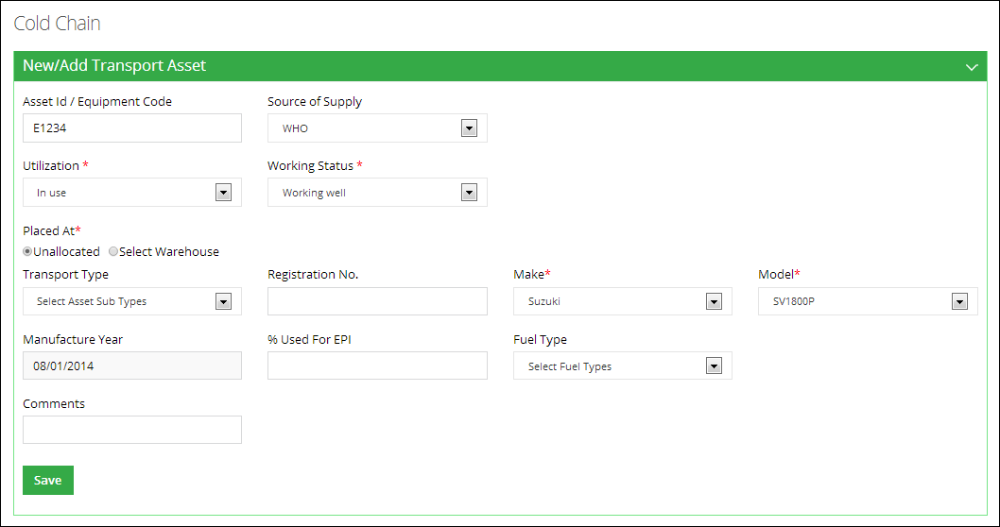 Cold Chain
New/Add Transport Asset
Asset Id / Equipment Code Source of Supply
E1234 WHO
Utilization * Working Status *
In use Working well
Placed At*
Unallocated Select Warehouse
Transport Type Registration No. Make* Model*
Select Asset Sub Types Suzuki SV1800P
Manufacture Year % Used For EPI Fuel Type
08/01/2014 Select Fuel Types
Comments
Save